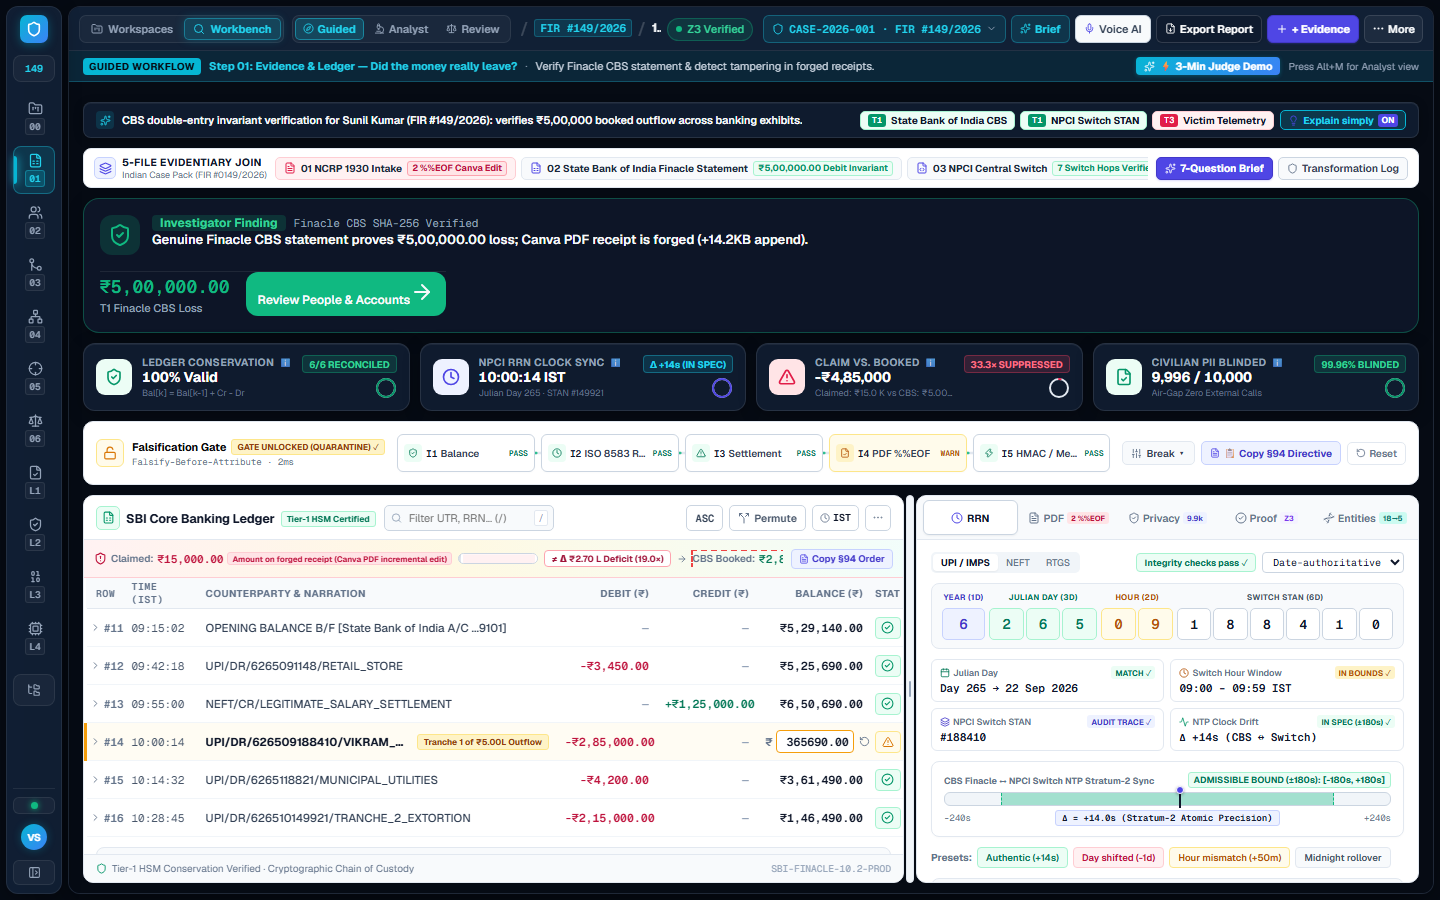 Workspaces Workbench Guided Analyst Review / FIR #149/2026 / 1. Z3 Verified CASE-2026-001 · FIR #149/2026 Brief Voice AI Export Report + Evidence ··· More
149
GUIDED WORKFLOW Step 01: Evidence & Ledger — Did the money really leave? · Verify Finacle CBS statement & detect tampering in forged receipts. 3-Min Judge Demo Press Alt+M for Analyst view
00
01
02
03
04
05
06
L1
L2
L3
L4
VS
CBS double-entry invariant verification for Sunil Kumar (FIR #149/2026): verifies ₹5,00,000 booked outflow across banking exhibits. T1 State Bank of India CBS T1 NPCI Switch STAN T3 Victim Telemetry Explain simply ON
5-FILE EVIDENTIARY JOIN
Indian Case Pack (FIR #0149/2026)
01 NCRP 1930 Intake 2 %%EOF Canva Edit 02 State Bank of India Finacle Statement ₹5,00,000.00 Debit Invariant 03 NPCI Central Switch 7 Switch Hops Verifie 7-Question Brief Transformation Log
Investigator Finding Finacle CBS SHA-256 Verified
Genuine Finacle CBS statement proves ₹5,00,000.00 loss; Canva PDF receipt is forged (+14.2KB append).
₹5,00,000.00
T1 Finacle CBS Loss
Review People & Accounts →
LEDGER CONSERVATION 6/6 RECONCILED
100% Valid
Bal[k] = Bal[k-1] + Cr - Dr
NPCI RRN CLOCK SYNC Δ +14s (IN SPEC)
10:00:14 IST
Julian Day 265 · STAN #149921
CLAIM VS. BOOKED 33.3× SUPPRESSED
-₹4,85,000
Claimed: ₹15.0 K vs CBS: ₹5.00...
CIVILIAN PII BLINDED 99.96% BLINDED
9,996 / 10,000
Air-Gap Zero External Calls
Falsification Gate GATE UNLOCKED (QUARANTINE) ✓
Falsify-Before-Attribute · 2ms
I1 Balance PASS I2 ISO 8583 R... PASS I3 Settlement PASS I4 PDF %%EOF WARN I5 HMAC / Me... PASS Break ▾ Copy §94 Directive Reset
SBI Core Banking Ledger Tier-1 HSM Certified Filter UTR, RRN... (/) / ASC Permute IST ···
Claimed: ₹15,000.00 Amount on forged receipt (Canva PDF incremental edit) ≠ Δ ₹2.70 L Deficit (19.0×) → CBS Booked: ₹2,8 Copy §94 Order
ROW TIME (IST) COUNTERPARTY & NARRATION DEBIT (₹) CREDIT (₹) BALANCE (₹) STAT
#11 09:15:02 OPENING BALANCE B/F [State Bank of India A/C ...9101] — — ₹5,29,140.00
#12 09:42:18 UPI/DR/6265091148/RETAIL_STORE -₹3,450.00 — ₹5,25,690.00
#13 09:55:00 NEFT/CR/LEGITIMATE_SALARY_SETTLEMENT — +₹1,25,000.00 ₹6,50,690.00
#14 10:00:14 UPI/DR/626509188410/VIKRAM_... Tranche 1 of ₹5.00L Outflow -₹2,85,000.00 — ₹ 365690.00
#15 10:14:32 UPI/DR/6265118821/MUNICIPAL_UTILITIES -₹4,200.00 — ₹3,61,490.00
#16 10:28:45 UPI/DR/626510149921/TRANCHE_2_EXTORTION -₹2,15,000.00 — ₹1,46,490.00
Tier-1 HSM Conservation Verified · Cryptographic Chain of Custody SBI-FINACLE-10.2-PROD
RRN PDF 2 %%EOF Privacy 9.9k Proof Z3 Entities 18→5
UPI / IMPS NEFT RTGS Integrity checks pass ✓ Date-authoritative
YEAR (1D) JULIAN DAY (3D) HOUR (2D) SWITCH STAN (6D)
6 2 6 5 0 9 1 8 8 4 1 0
Julian Day MATCH ✓
Day 265 → 22 Sep 2026
Switch Hour Window IN BOUNDS ✓
09:00 – 09:59 IST
NPCI Switch STAN AUDIT TRACE ✓
#188410
NTP Clock Drift IN SPEC (±180s) ✓
Δ +14s (CBS ↔ Switch)
CBS Finacle ↔ NPCI Switch NTP Stratum-2 Sync ADMISSIBLE BOUND (±180s): [-180s, +180s]
-240s Δ = +14.0s (Stratum-2 Atomic Precision) +240s
Presets: Authentic (+14s) Day shifted (-1d) Hour mismatch (+50m) Midnight rollover